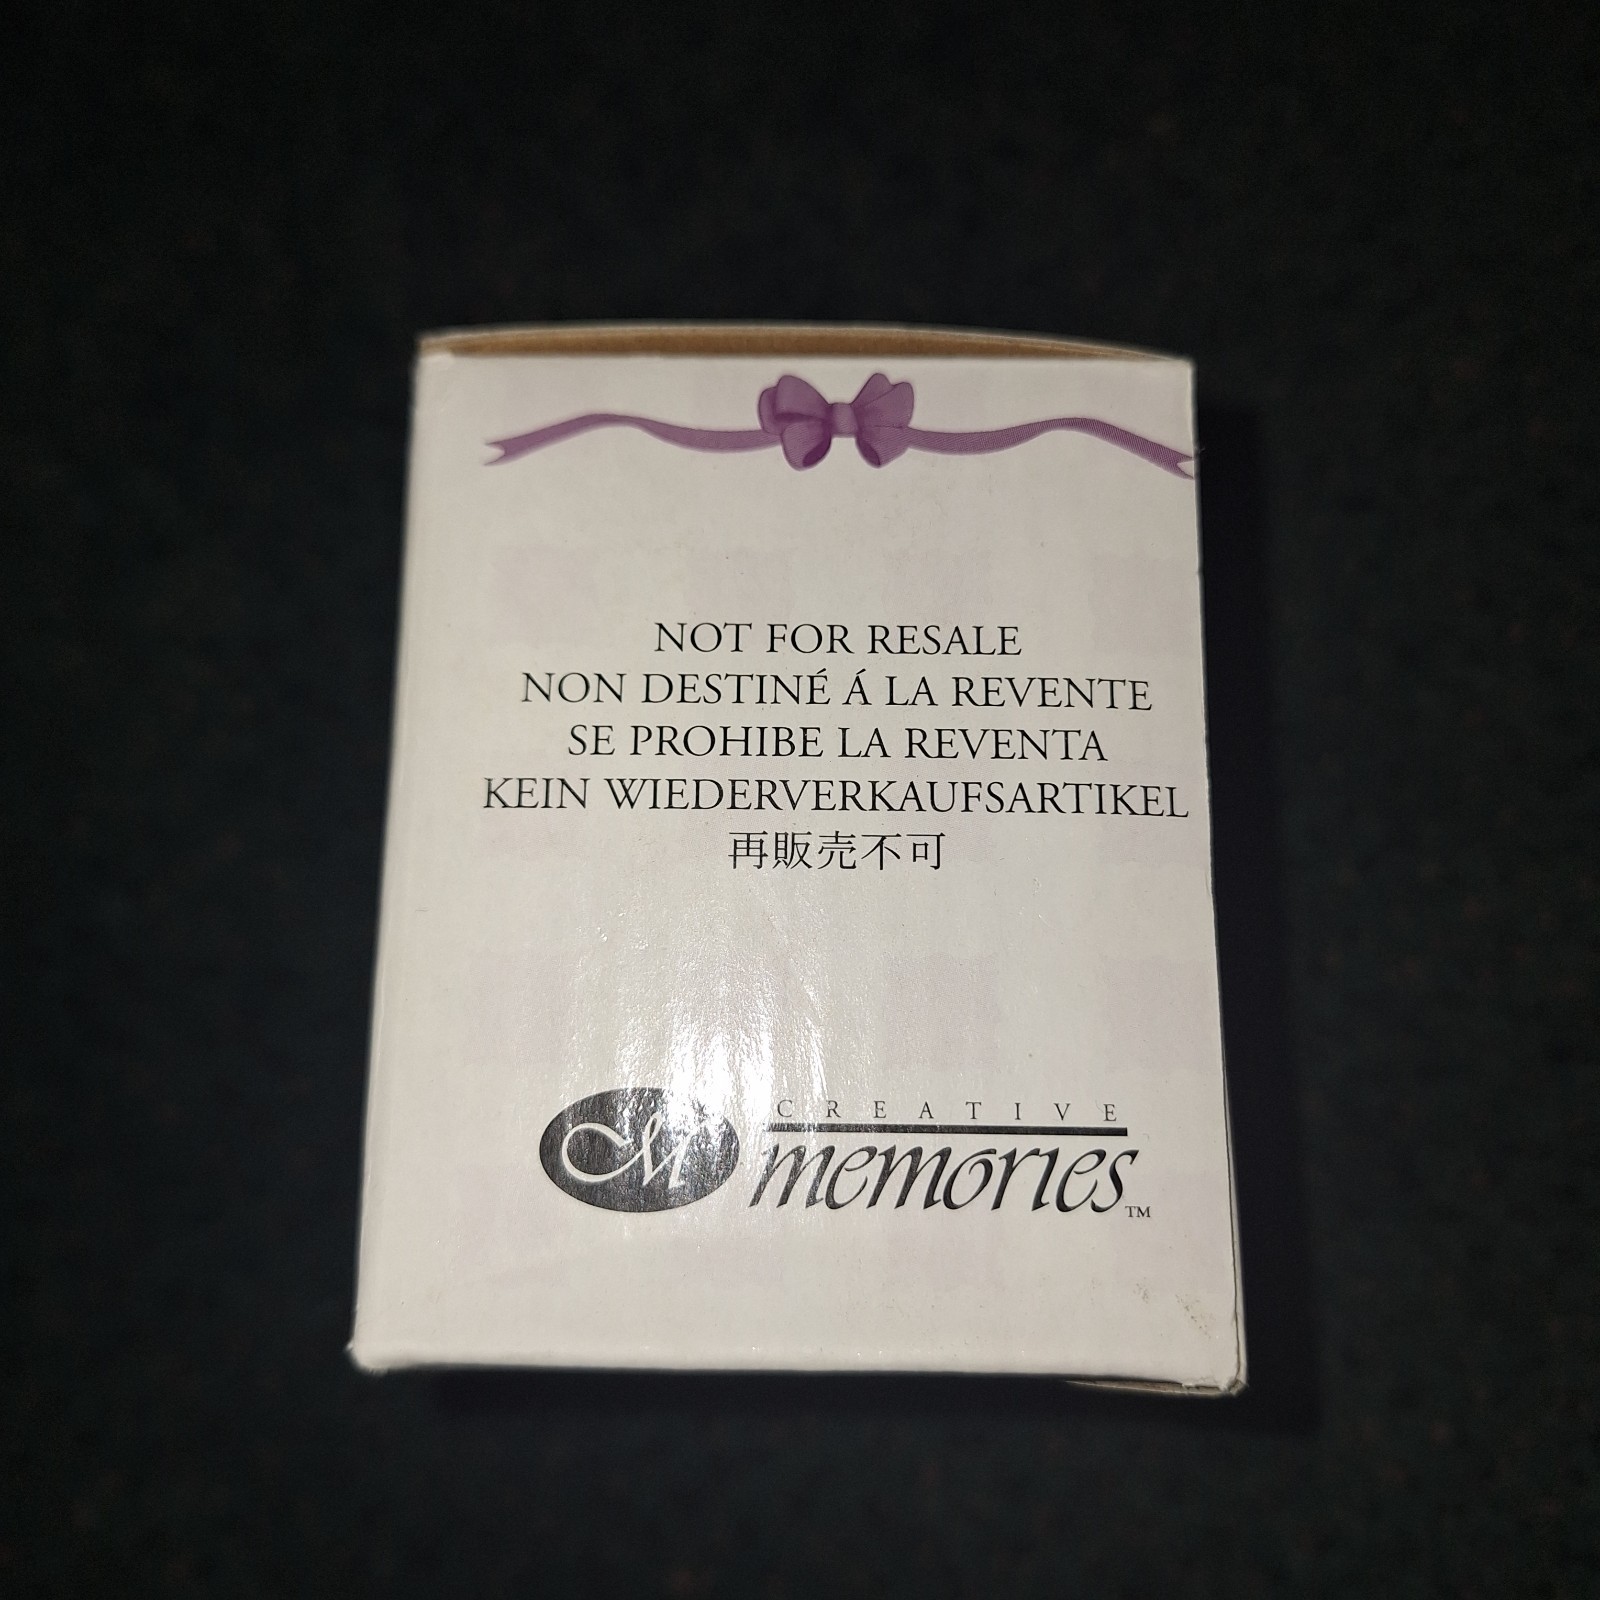 NOT FOR RESALE
NON DESTINÉ Á LA REVENTE
SE PROHIBE LA REVENTA
KEIN WIEDERVERKAUFSARTIKEL
再販売不可
CM CREATIVE
memories™